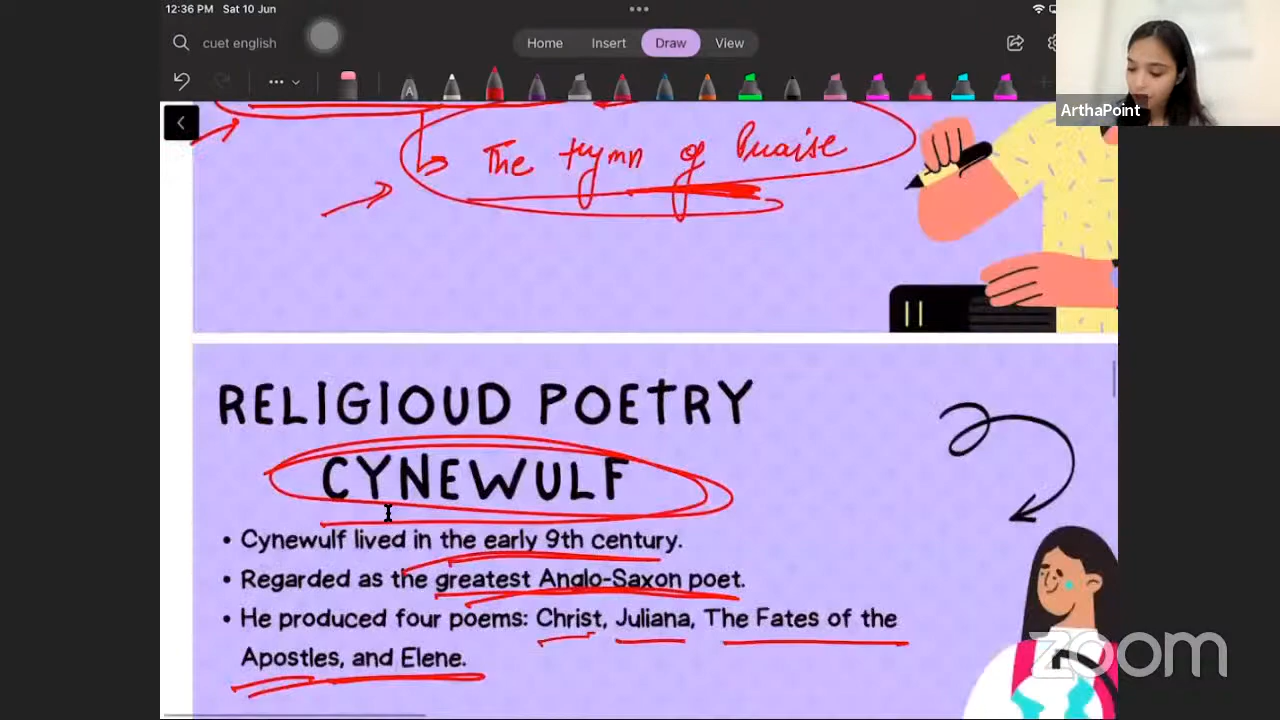 12:36 PM Sat 10 Jun
cuet english
Home Insert Draw View
A
ArthaPoint
The Hymn of Praise
RELIGIOUD POETRY
CYNEWULF
• Cynewulf lived in the early 9th century.
• Regarded as the greatest Anglo-Saxon poet.
• He produced four poems: Christ, Juliana, The Fates of the
Apostles, and Elene.
zoom